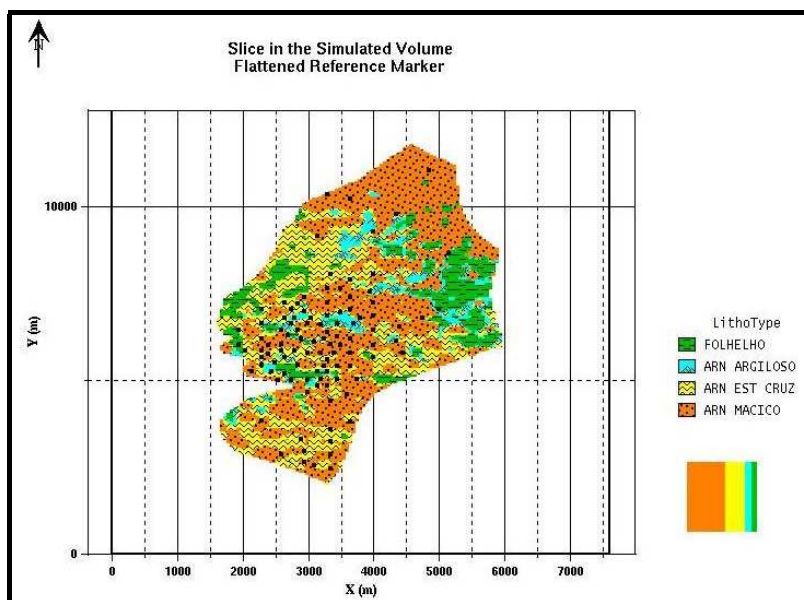 N
Slice in the Simulated Volume
Flattened Reference Marker
10000
0
Y (m)
0 1000 2000 3000 4000 5000 6000 7000
X (m)
LithoType
FOLHELHO
ARN ARGILOSO
ARN EST CRUZ
ARN MACICO